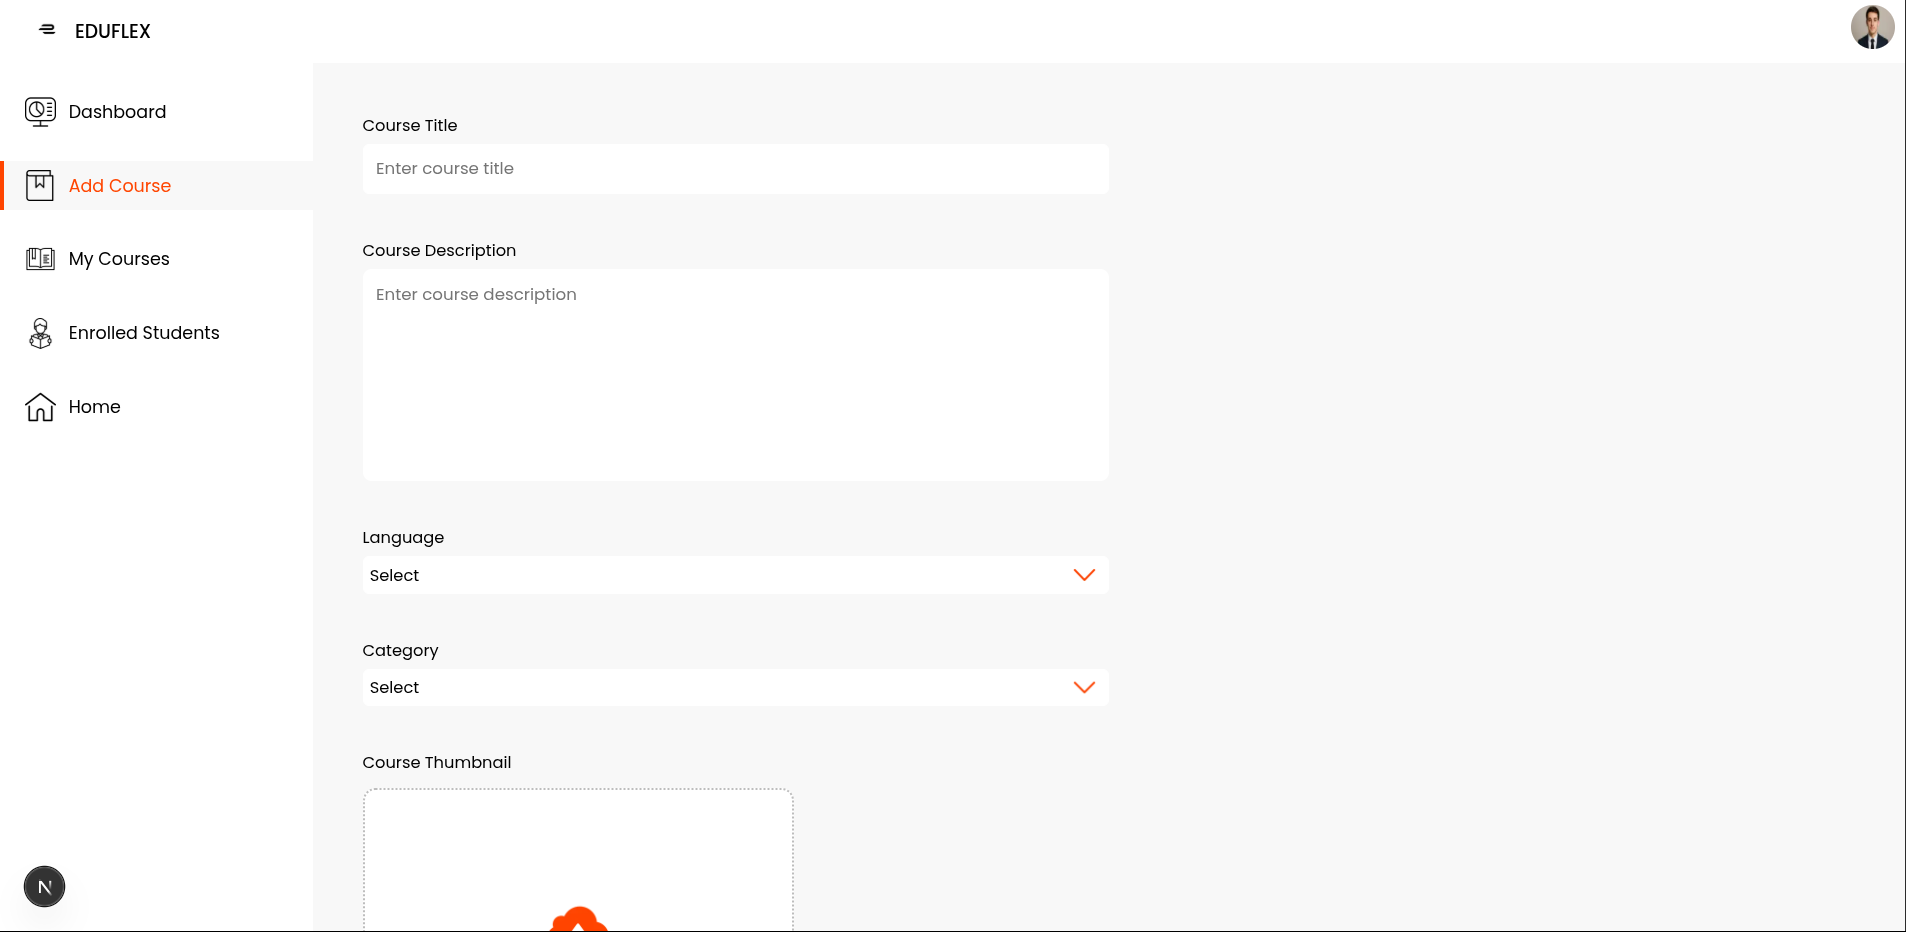 EDUFLEX
Dashboard
Add Course
My Courses
Enrolled Students
Home
Course Title
Enter course title
Course Description
Enter course description
Language
Select
Category
Select
Course Thumbnail
N